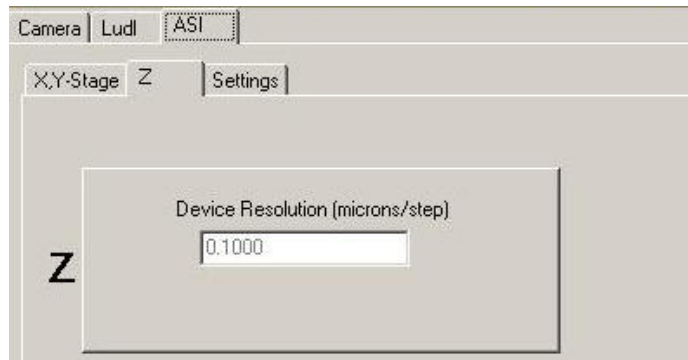 Camera Ludl ASI
X,Y-Stage Z Settings
Device Resolution (microns/step)
0.1000
Z